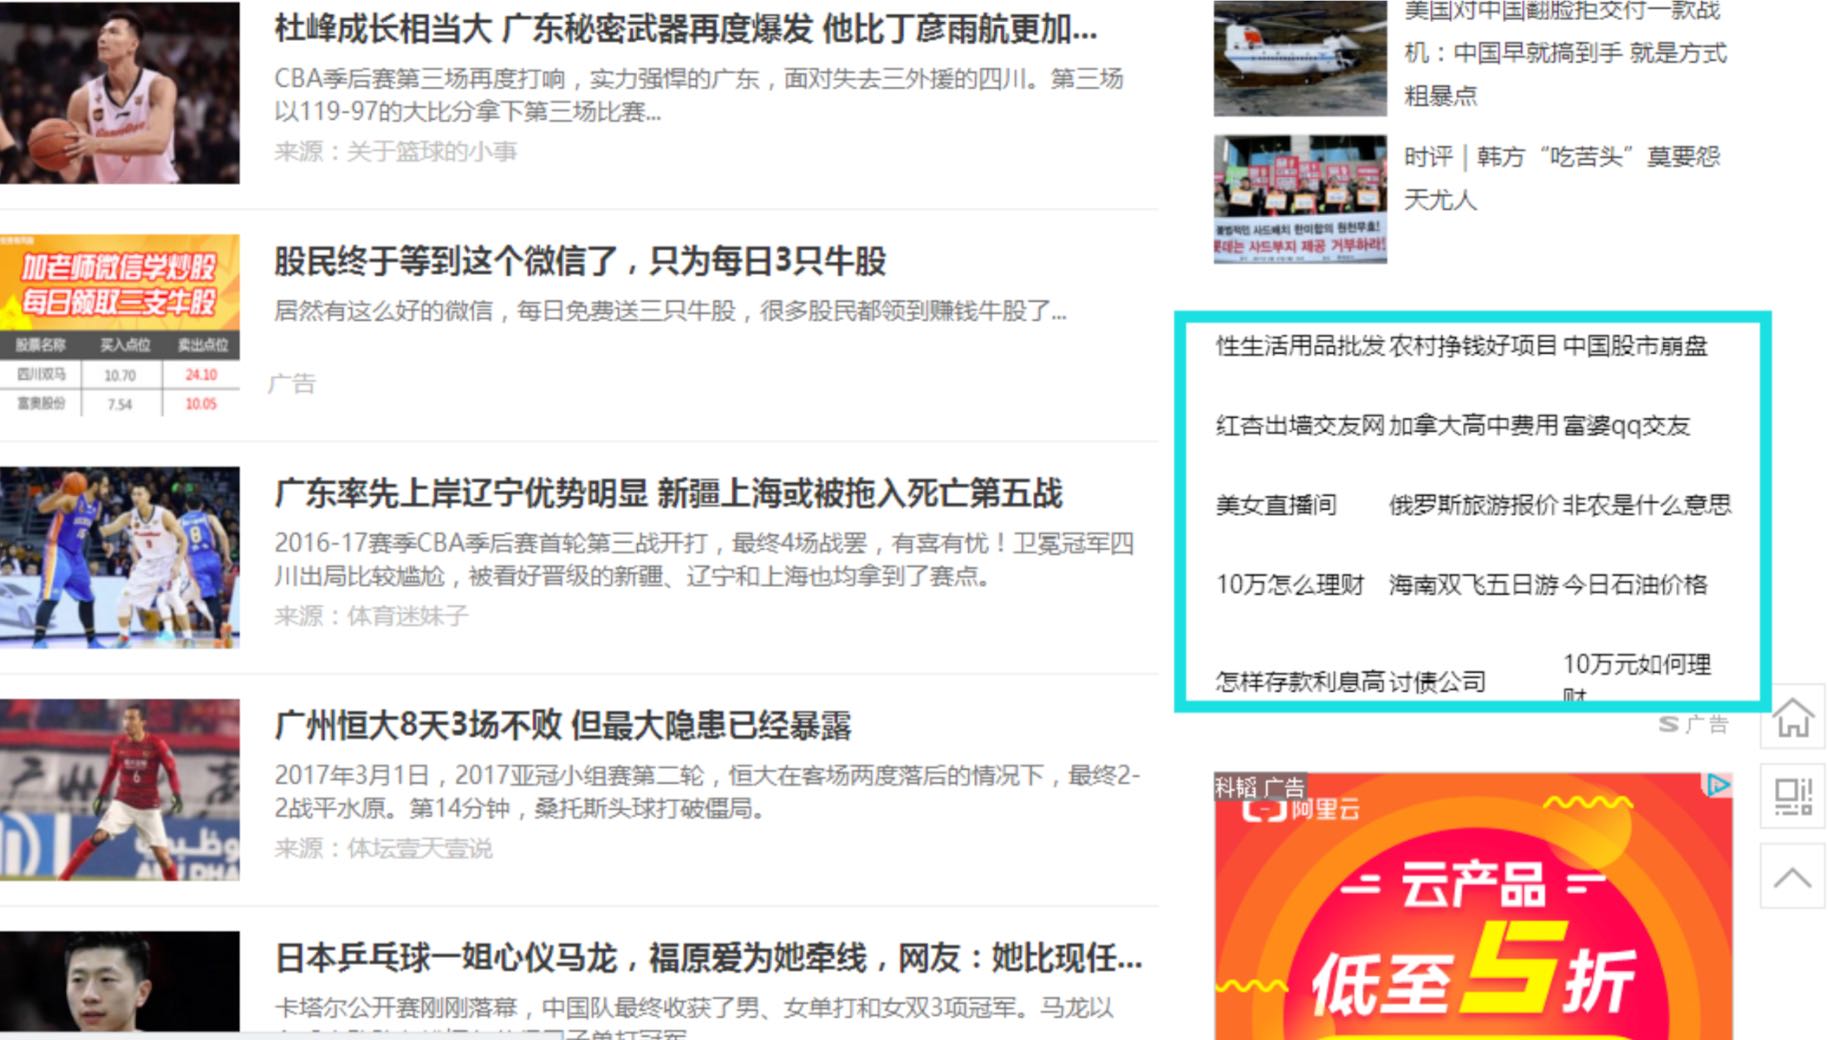 杜峰成长相当大 广东秘密武器再度爆发 他比丁彦雨航更加...
CBA季后赛第三场再度打响，实力强悍的广东，面对失去三外援的四川。第三场
以119-97的大比分拿下第三场比赛...
来源：关于篮球的小事
加老师微信学炒股
每日领取三支牛股
股票名称 买入点位 卖出点位
四川双马 10.70 24.10
富奥股份 7.54 10.05
股民终于等到这个微信了，只为每日3只牛股
居然有这么好的微信，每日免费送三只牛股，很多股民都领到赚钱牛股了...
广告
广东率先上岸辽宁优势明显 新疆上海或被拖入死亡第五战
2016-17赛季CBA季后赛首轮第三战开打，最终4场战罢，有喜有忧！卫冕冠军四
川出局比较尴尬，被看好晋级的新疆、辽宁和上海也均拿到了赛点。
来源：体育迷妹子
广州恒大8天3场不败 但最大隐患已经暴露
2017年3月1日，2017亚冠小组赛第二轮，恒大在客场两度落后的情况下，最终2-
2战平水原。第14分钟，桑托斯头球打破僵局。
来源：体坛壹天壹说
日本乒乓球一姐心仪马龙，福原爱为她牵线，网友：她比现任...
卡塔尔公开赛刚刚落幕，中国队最终收获了男、女单打和女双3项冠军。马龙以
美国对中国翻脸拒交付一款战
机：中国早就搞到手 就是方式
粗暴点
时评｜韩方“吃苦头”莫要怨
天尤人
불법적인 사드배치 한미합의 원천무효!
롯데는 사드부지 제공 거부하라!
性生活用品批发 农村挣钱好项目 中国股市崩盘
红杏出墙交友网 加拿大高中费用 富婆qq交友
美女直播间 俄罗斯旅游报价 非农是什么意思
10万怎么理财 海南双飞五日游 今日石油价格
怎样存款利息高 讨债公司 10万元如何理
财
广告
科韬 广告
阿里云
云产品
低至5折